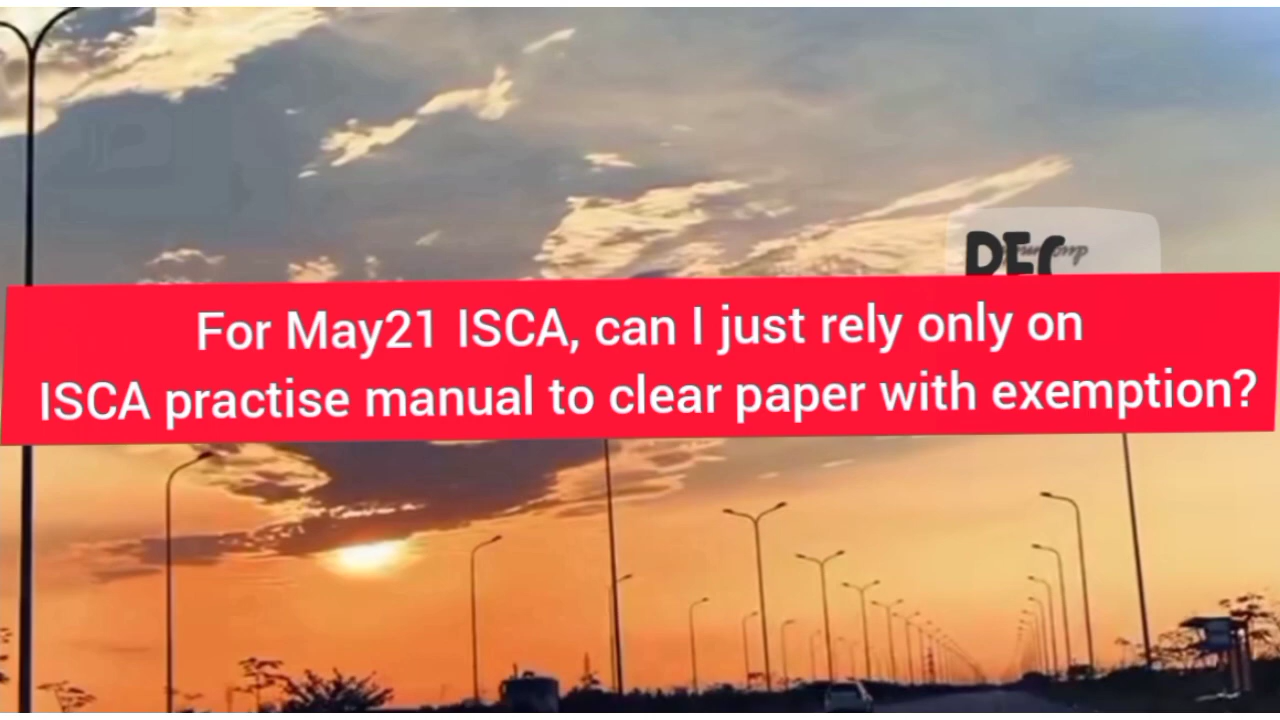 For May21 ISCA, can I just rely only on
ISCA practise manual to clear paper with exemption?